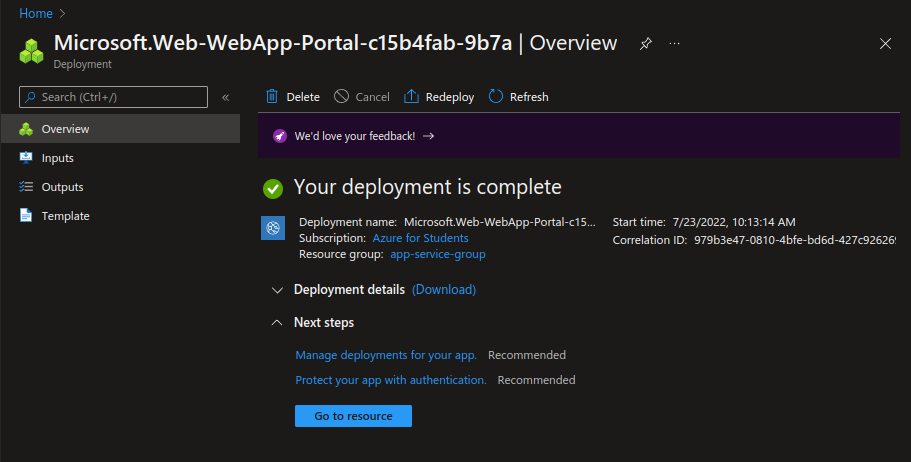 Home >
Microsoft.Web-WebApp-Portal-c15b4fab-9b7a | Overview
Deployment
Search (Ctrl+/)
Delete Cancel Redeploy Refresh
Overview
Inputs
Outputs
Template
We'd love your feedback! →
Your deployment is complete
Deployment name: Microsoft.Web-WebApp-Portal-c15...
Subscription: Azure for Students
Resource group: app-service-group
Start time: 7/23/2022, 10:13:14 AM
Correlation ID: 979b3e47-0810-4bfe-bd6d-427c926269
Deployment details (Download)
Next steps
Manage deployments for your app. Recommended
Protect your app with authentication. Recommended
Go to resource